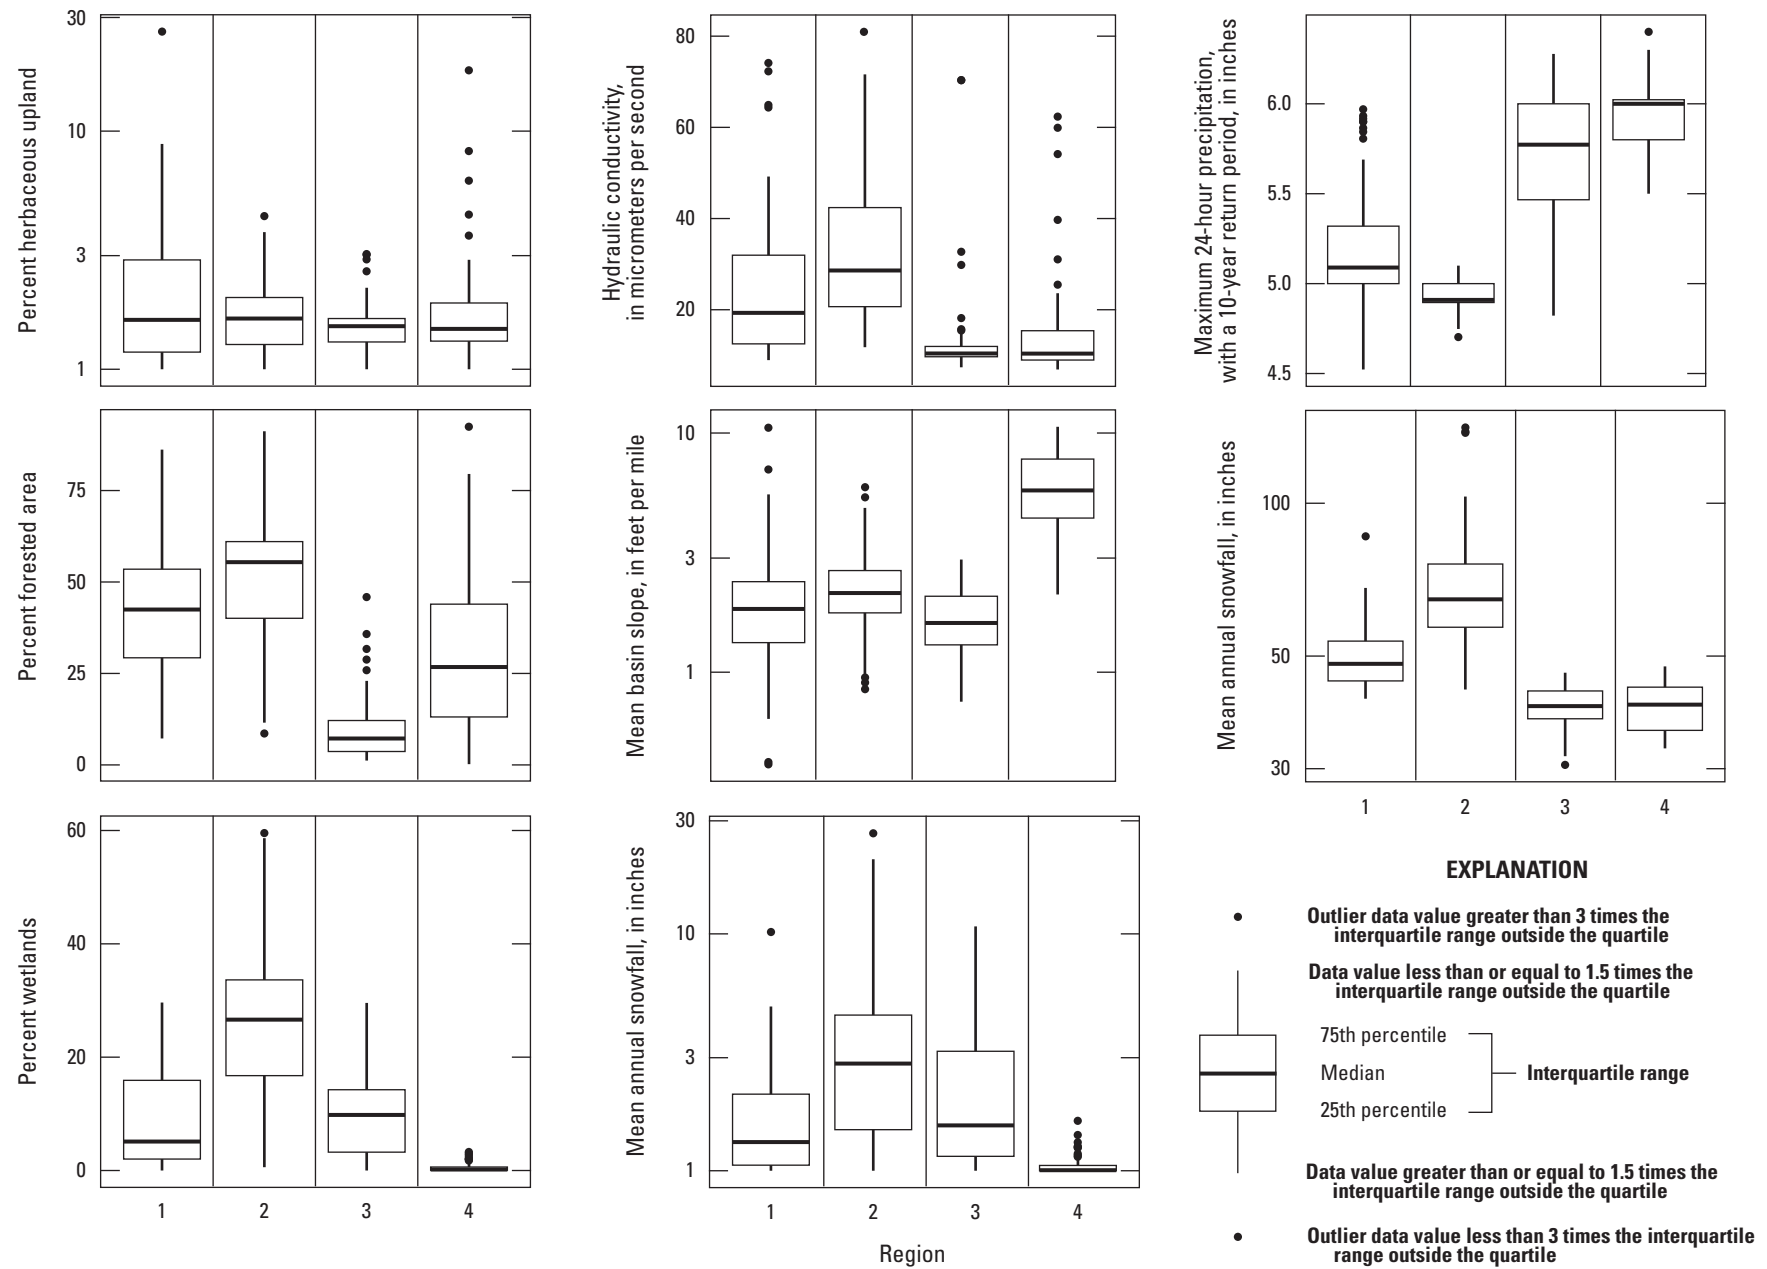 Percent herbaceous upland
30
10
3
1
Hydraulic conductivity,
in micrometers per second
80
60
40
20
Maximum 24-hour precipitation,
with a 10-year return period, in inches
6.0
5.5
5.0
4.5
Percent forested area
75
50
25
0
Mean basin slope, in feet per mile
10
3
1
Mean annual snowfall, in inches
100
50
30
1 2 3 4
Percent wetlands
60
40
20
0
1 2 3 4
Mean annual snowfall, in inches
30
10
3
1
1 2 3 4
Region
EXPLANATION
Outlier data value greater than 3 times the
interquartile range outside the quartile
Data value less than or equal to 1.5 times the
interquartile range outside the quartile
75th percentile
Median
Interquartile range
25th percentile
Data value greater than or equal to 1.5 times the
interquartile range outside the quartile
Outlier data value less than 3 times the interquartile
range outside the quartile